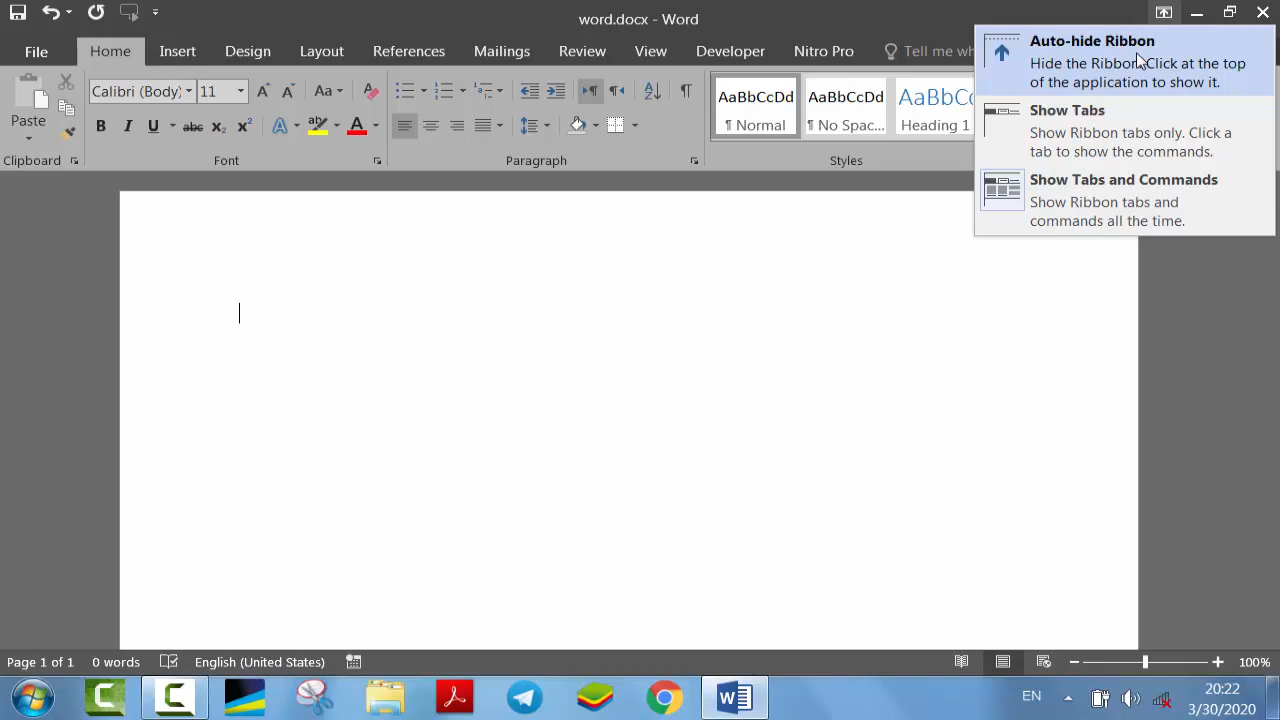 word.docx - Word
File Home Insert Design Layout References Mailings Review View Developer Nitro Pro Tell me
Auto-hide Ribbon
Hide the Ribbon. Click at the top
of the application to show it.
Show Tabs
Show Ribbon tabs only. Click a
tab to show the commands.
Show Tabs and Commands
Show Ribbon tabs and
commands all the time.
Paste
Calibri (Body) 11 Aa
B I U abc x₂ x² A A
AaBbCcDd AaBbCcDd AaBbCc
¶ Normal ¶ No Spac... Heading 1
Clipboard Font Paragraph Styles
Page 1 of 1 0 words English (United States) 100%
EN 20:22
3/30/2020